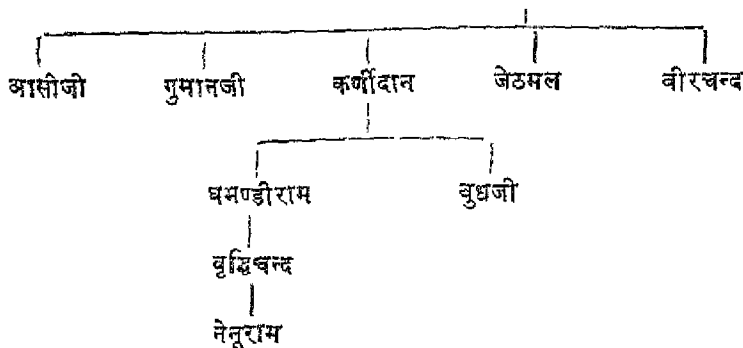 आसोजी गुमानजी कर्णीदान जेठमल वीरचन्द
घमण्डीराम बुधजी
वृद्धिचन्द
नेनूराम